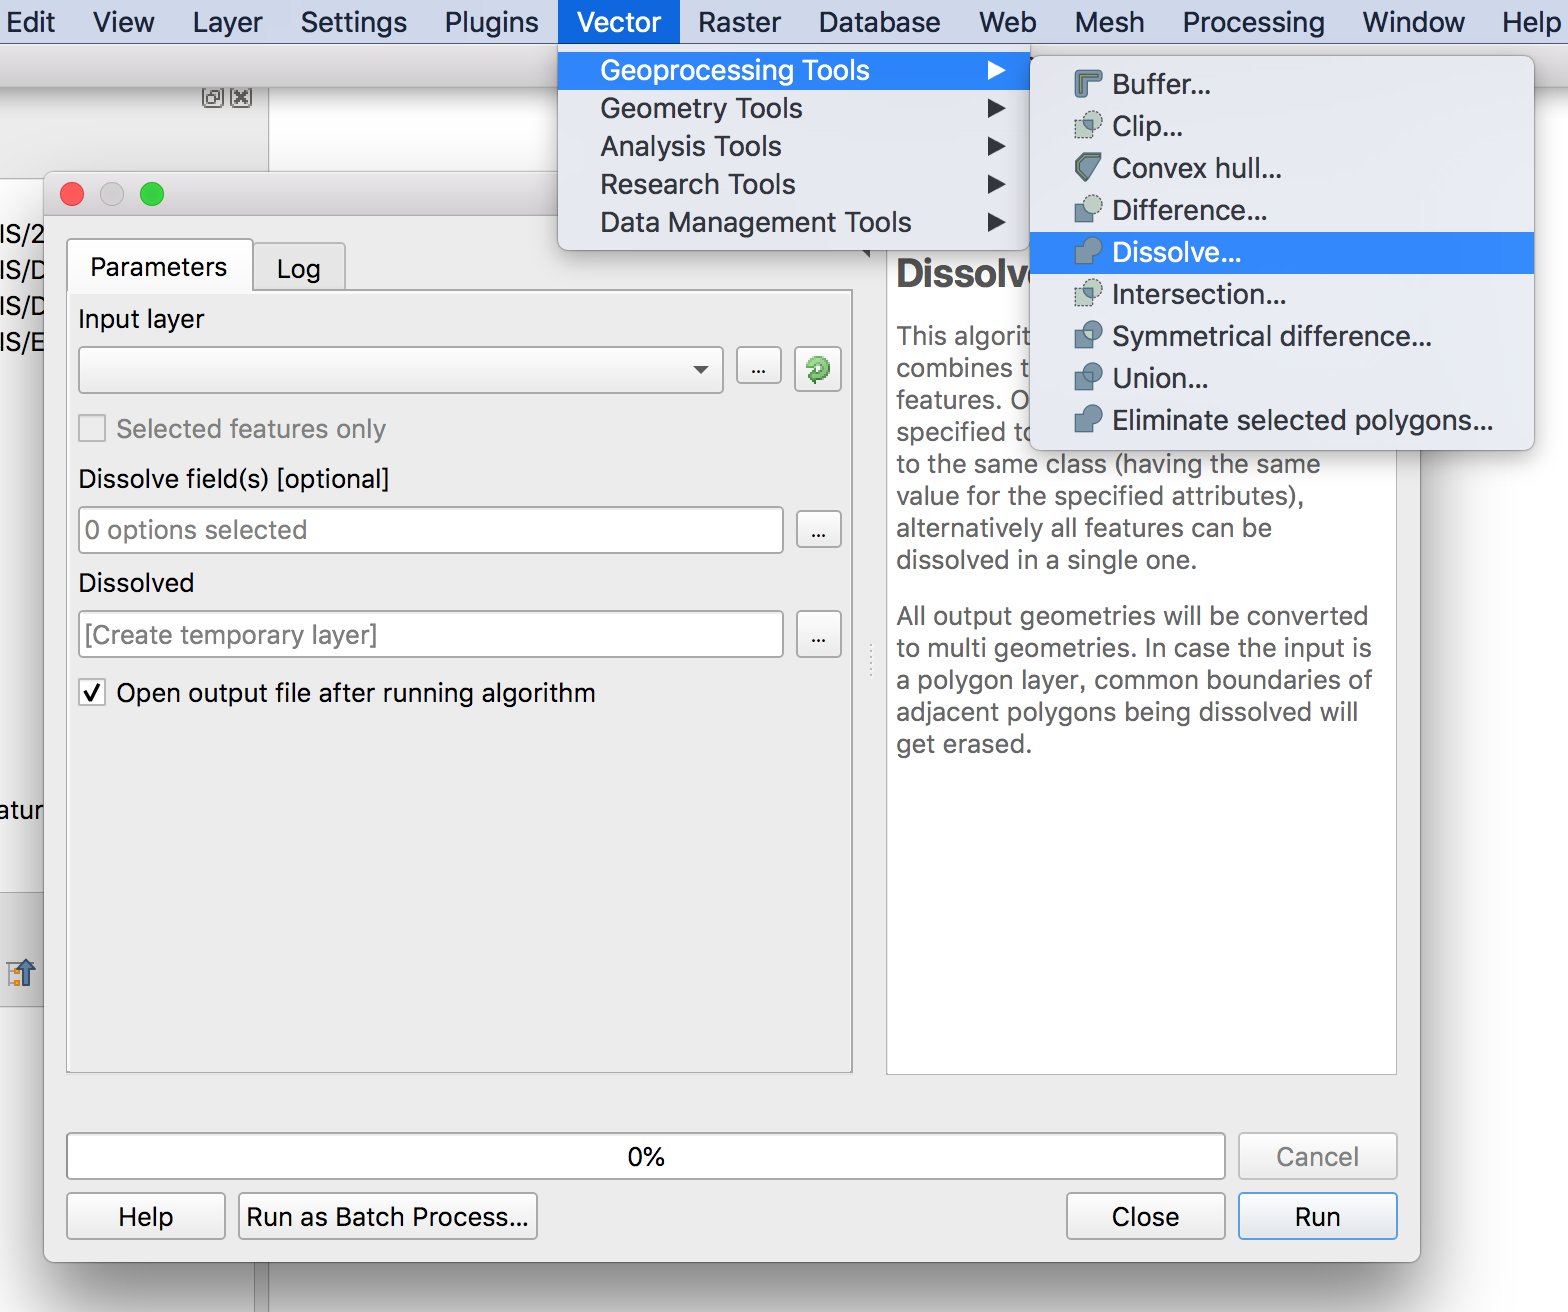 Edit View Layer Settings Plugins Vector Raster Database Web Mesh Processing Window Help
Geoprocessing Tools
Geometry Tools
Analysis Tools
Research Tools
Data Management Tools
Buffer...
Clip...
Convex hull...
Difference...
Dissolve...
Intersection...
Symmetrical difference...
Union...
Eliminate selected polygons...
IS/2
IS/D
IS/D
IS/E
atur
Parameters Log
Input layer
...
Selected features only
Dissolve field(s) [optional]
0 options selected
...
Dissolved
[Create temporary layer]
...
Open output file after running algorithm
Dissolv
This algorit
combines t
features. O
specified to
to the same class (having the same
value for the specified attributes),
alternatively all features can be
dissolved in a single one.
All output geometries will be converted
to multi geometries. In case the input is
a polygon layer, common boundaries of
adjacent polygons being dissolved will
get erased.
0%
Cancel
Help Run as Batch Process... Close Run